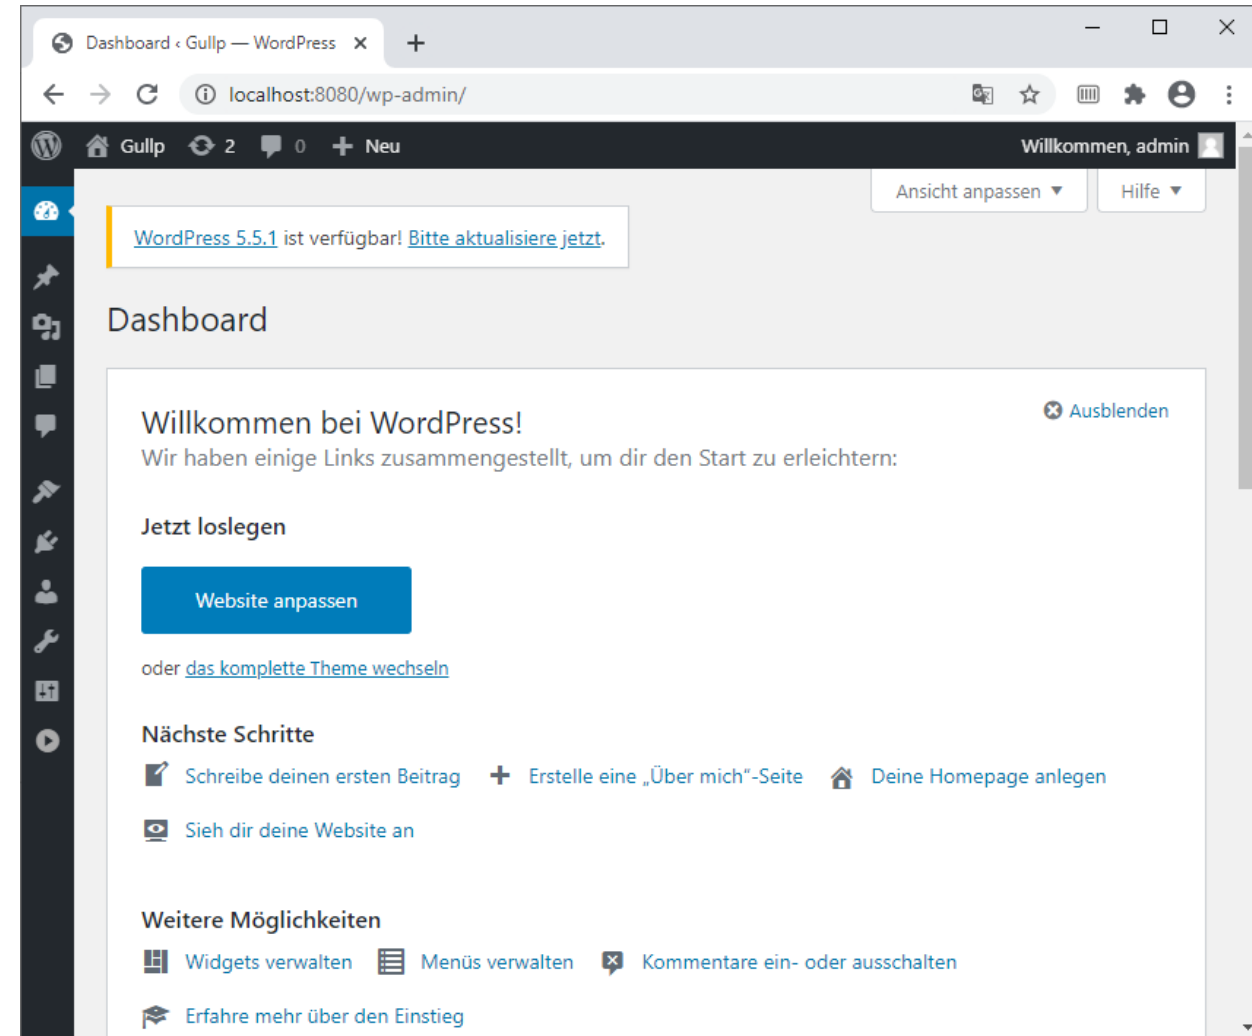 Dashboard ‹ Gullp — WordPress
localhost:8080/wp-admin/
Gullp 2 0 Neu Willkommen, admin
Ansicht anpassen Hilfe
WordPress 5.5.1 ist verfügbar! Bitte aktualisiere jetzt.
Dashboard
Willkommen bei WordPress! Ausblenden
Wir haben einige Links zusammengestellt, um dir den Start zu erleichtern:
Jetzt loslegen
Website anpassen
oder das komplette Theme wechseln
Nächste Schritte
Schreibe deinen ersten Beitrag Erstelle eine „Über mich“-Seite Deine Homepage anlegen
Sieh dir deine Website an
Weitere Möglichkeiten
Widgets verwalten Menüs verwalten Kommentare ein- oder ausschalten
Erfahre mehr über den Einstieg